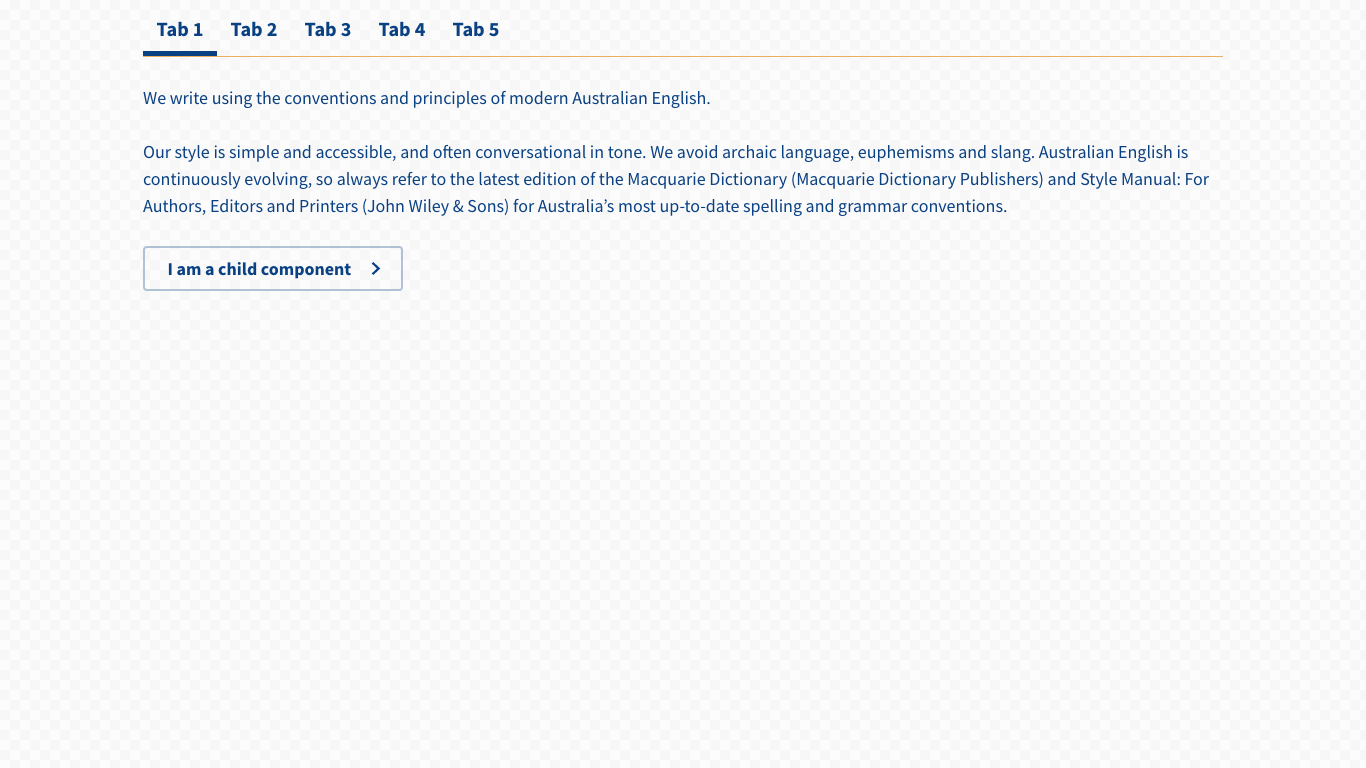 Tab 1 Tab 2 Tab 3 Tab 4 Tab 5
We write using the conventions and principles of modern Australian English.
Our style is simple and accessible, and often conversational in tone. We avoid archaic language, euphemisms and slang. Australian English is
continuously evolving, so always refer to the latest edition of the Macquarie Dictionary (Macquarie Dictionary Publishers) and Style Manual: For
Authors, Editors and Printers (John Wiley & Sons) for Australia’s most up-to-date spelling and grammar conventions.
I am a child component